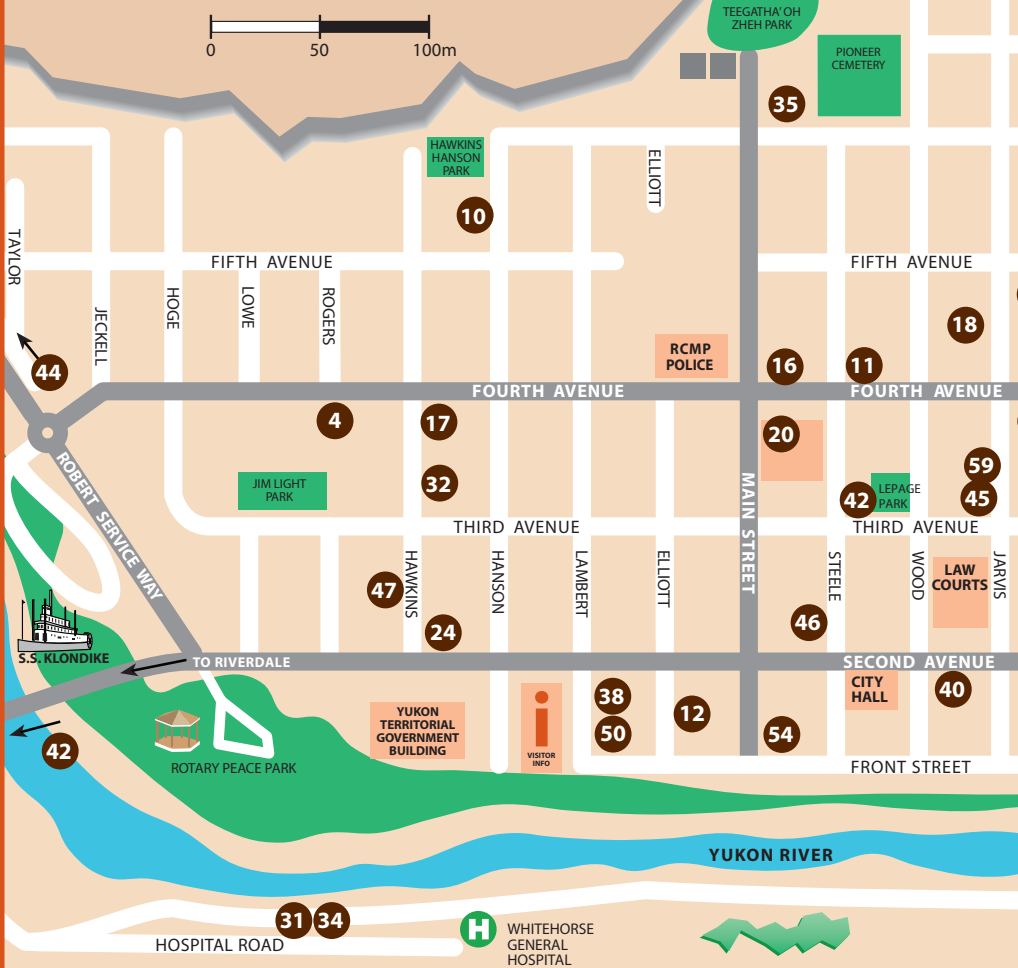 TEEGATHA'OH
ZHEH PARK
0
50
100m
PIONEER
CEMETERY
35
HAWKINS
HANSON
PARK
ELLIOTT
10
TAYLOR
FIFTH AVENUE
FIFTH AVENUE
JECKELL
HOGE
LOWE
ROGERS
18
RCMP
POLICE
44
16
11
FOURTH AVENUE
FOURTH AVENUE
4
17
20
ROBERT SERVICE WAY
JIM LIGHT
PARK
32
MAIN STREET
59
42
LEPAGE
PARK
45
THIRD AVENUE
THIRD AVENUE
HAWKINS
HANSON
LAMBERT
ELLIOTT
STEELE
WOOD
LAW
COURTS
JARVIS
47
24
46
S.S. KLONDIKE
TO RIVERDALE
SECOND AVENUE
CITY
HALL
38
40
YUKON
TERRITORIAL
GOVERNMENT
BUILDING
i
VISITOR
INFO
50
12
54
42
ROTARY PEACE PARK
FRONT STREET
YUKON RIVER
31
34
HOSPITAL ROAD
H
WHITEHORSE
GENERAL
HOSPITAL